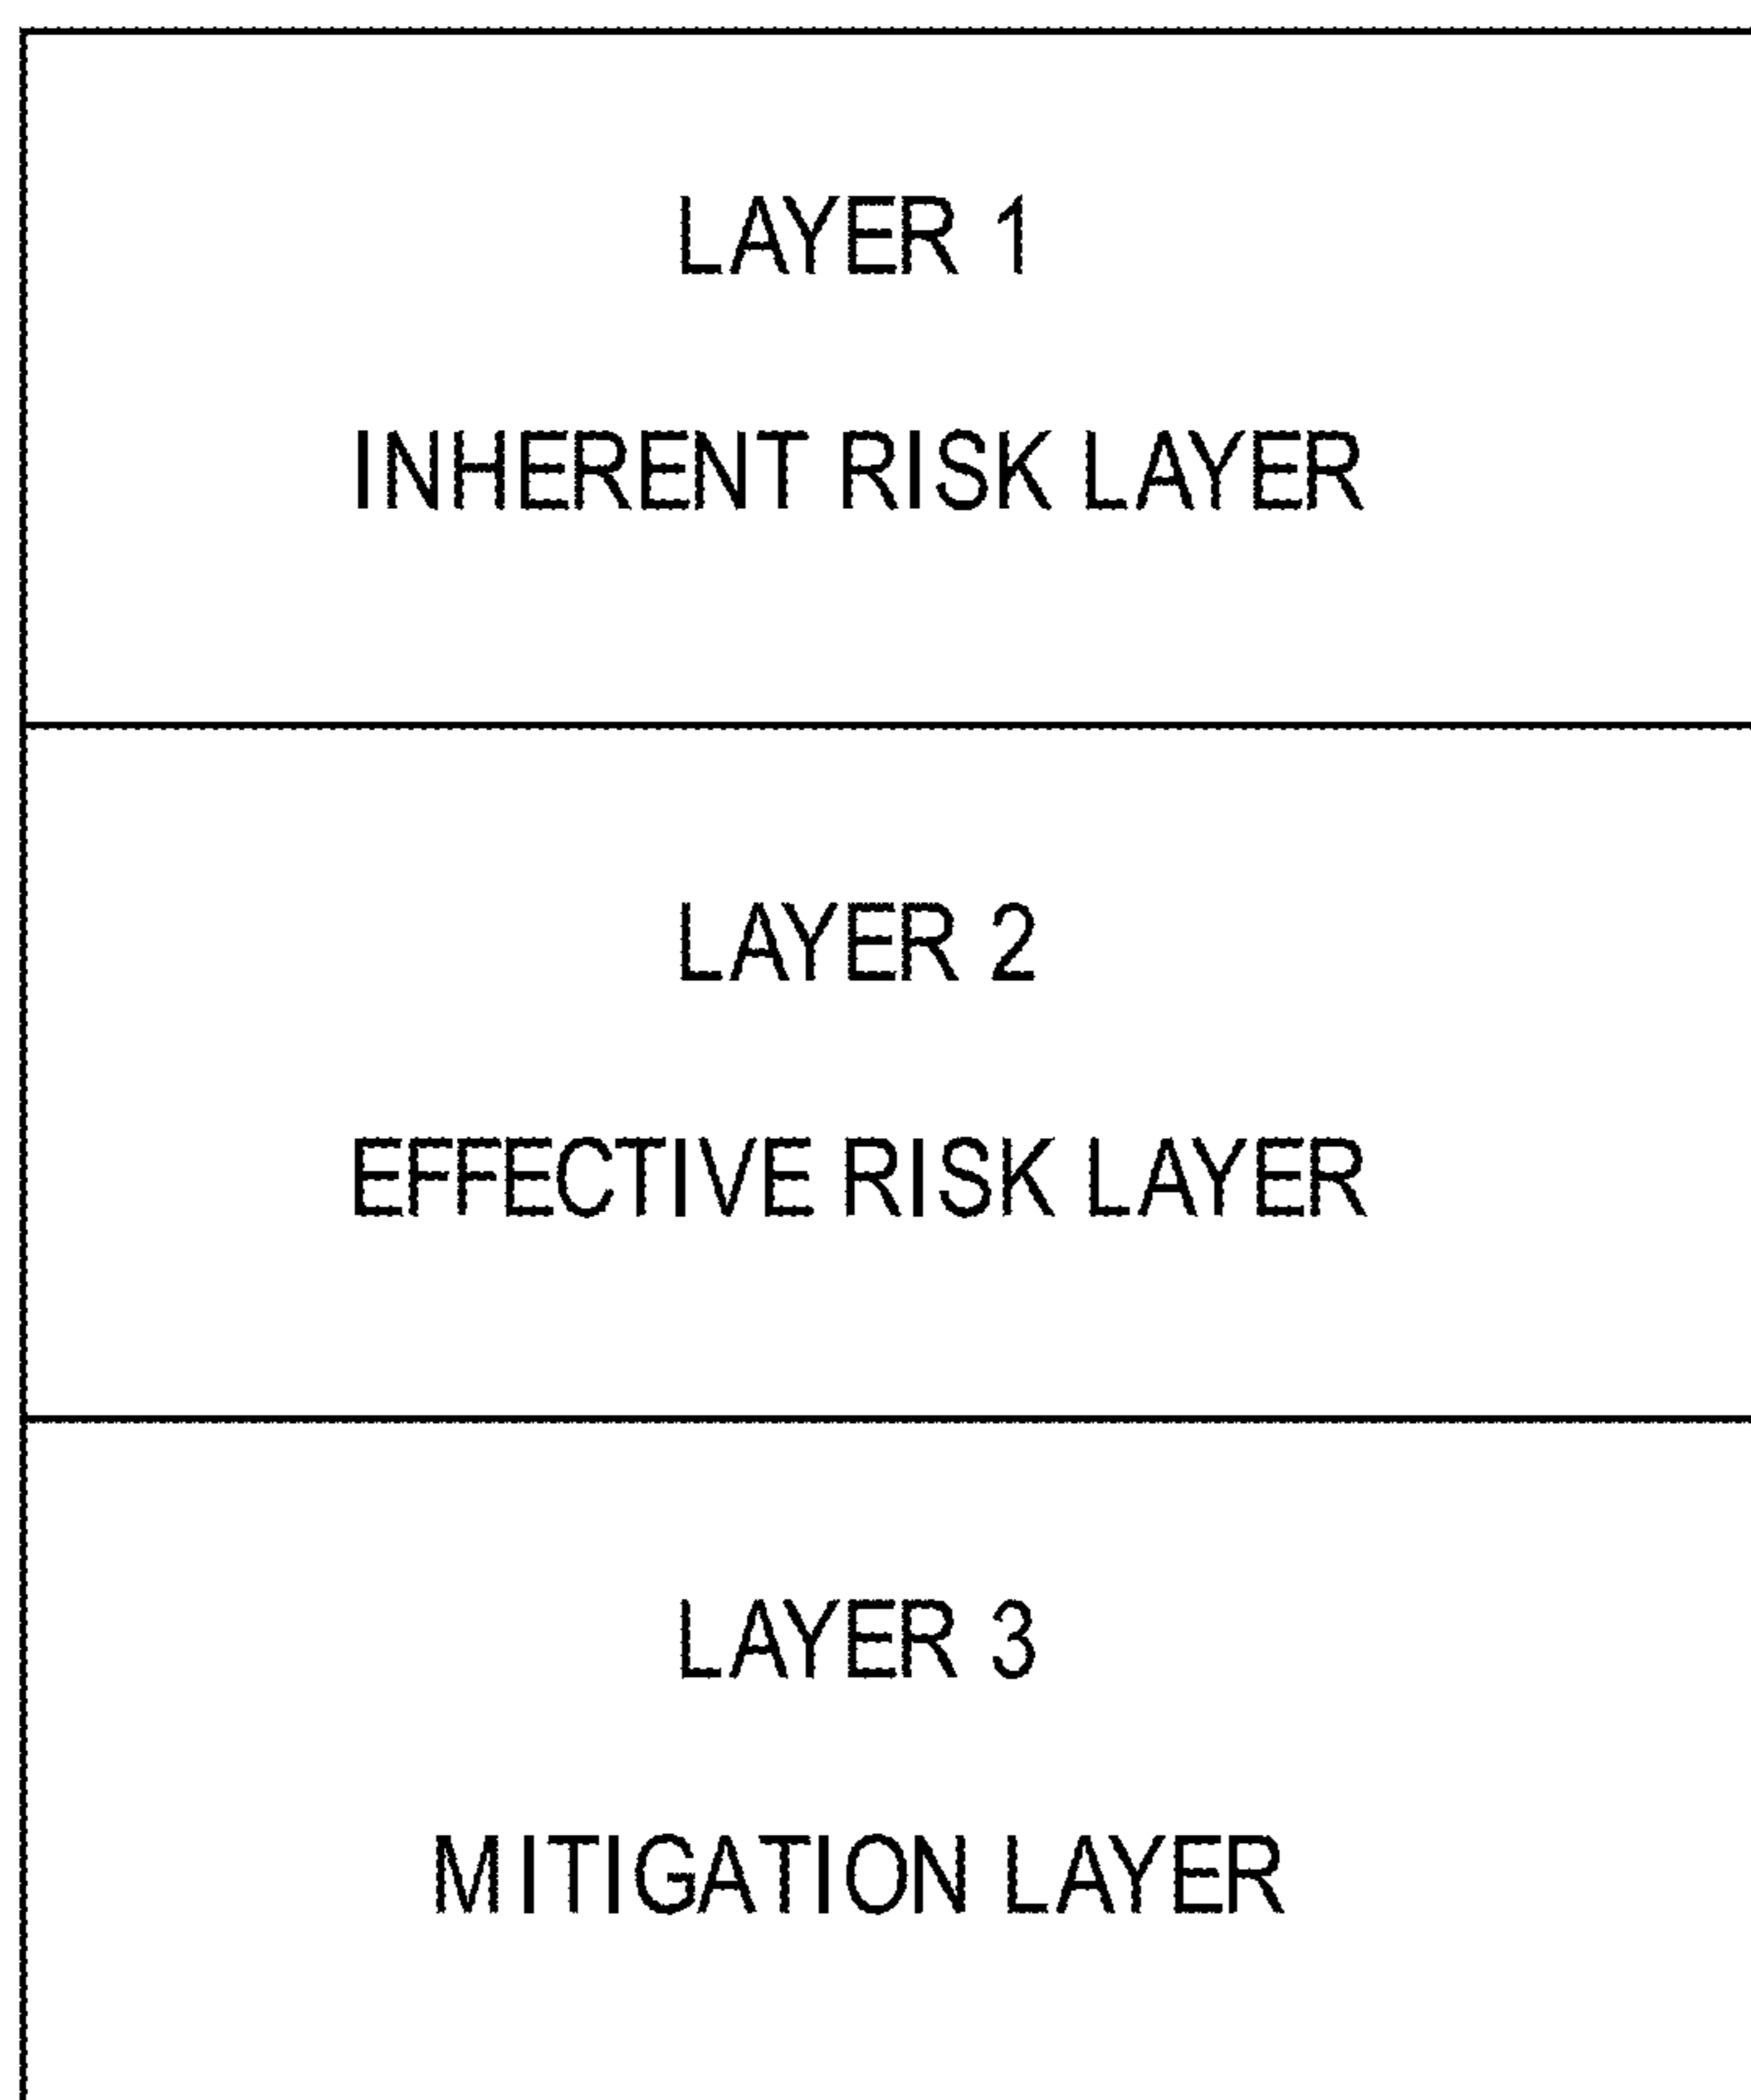 LAYER 1
INHERENT RISK LAYER
LAYER 2
EFFECTIVE RISK LAYER
LAYER 3
MITIGATION LAYER